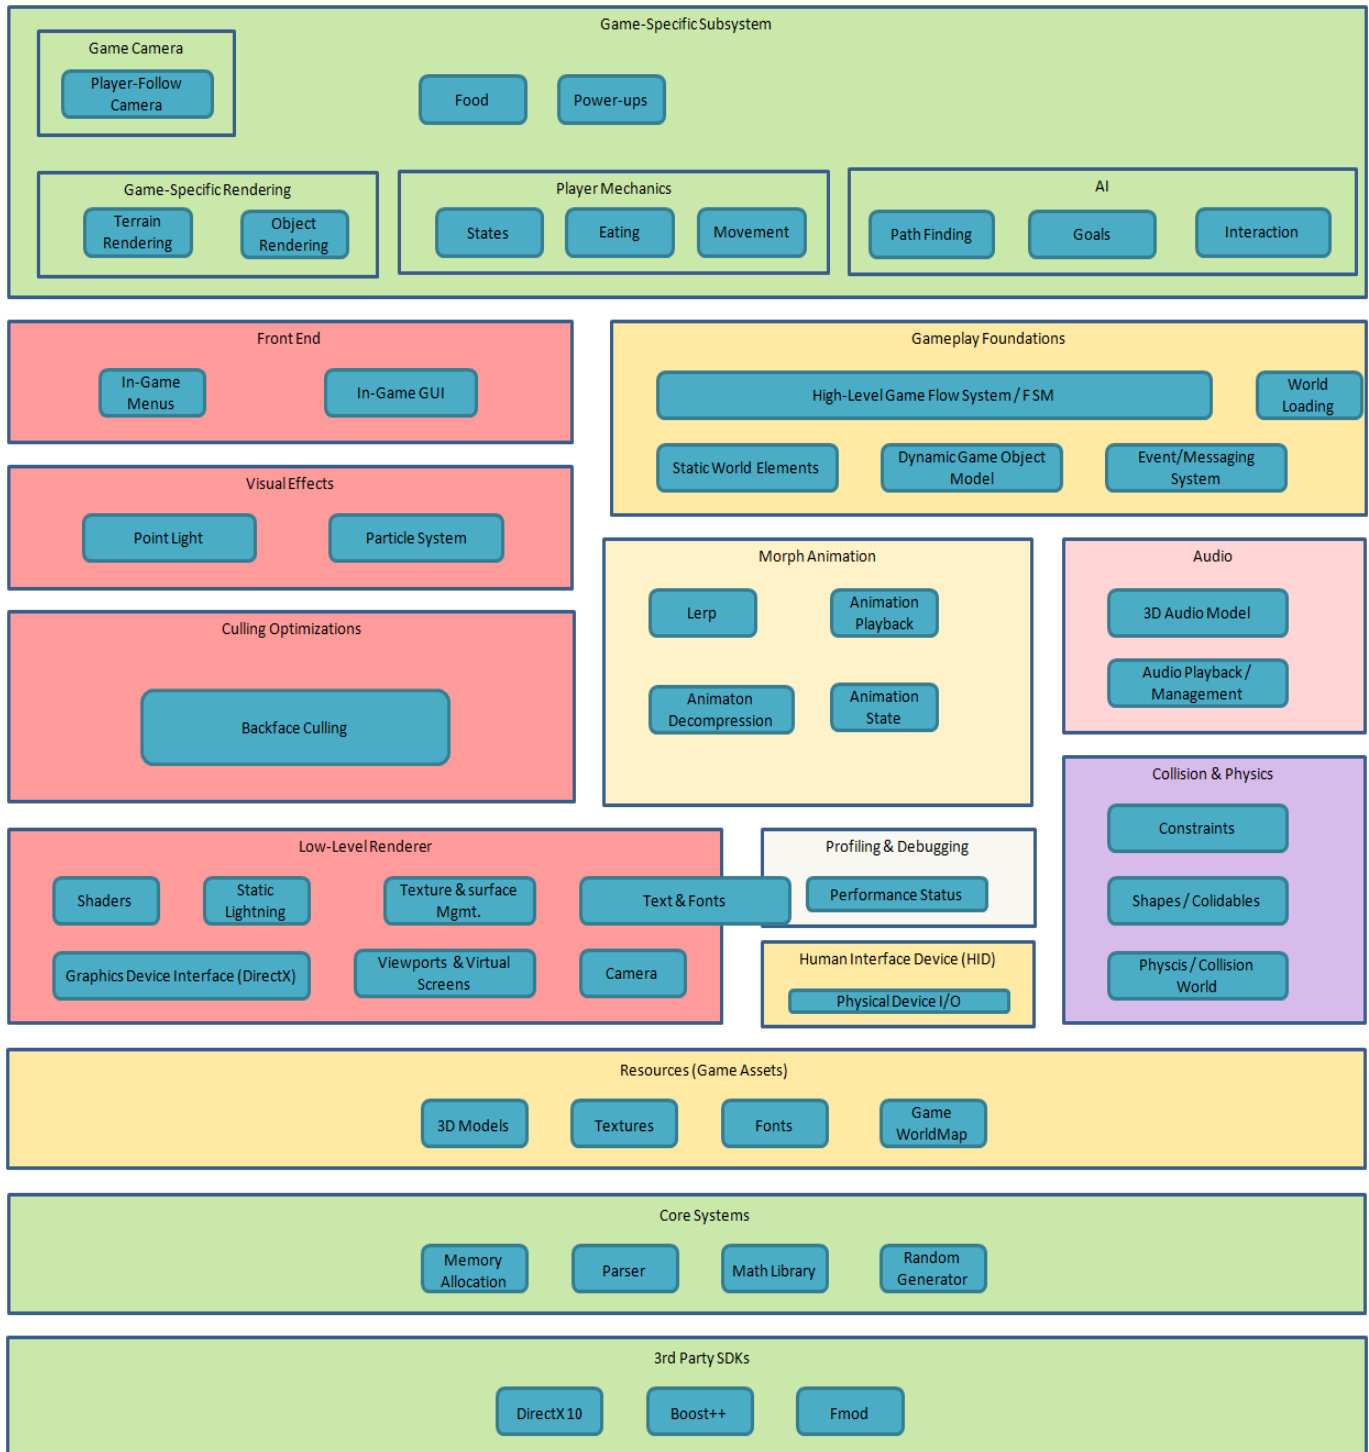 Game-Specific Subsystem
Game Camera
Player-Follow
Camera
Food
Power-ups
Game-Specific Rendering
Terrain
Rendering
Object
Rendering
Player Mechanics
States
Eating
Movement
AI
Path Finding
Goals
Interaction
Front End
In-Game
Menus
In-Game GUI
Gameplay Foundations
High-Level Game Flow System / FSM
World
Loading
Static World Elements
Dynamic Game Object
Model
Event/Messaging
System
Visual Effects
Point Light
Particle System
Morph Animation
Lerp
Animation
Playback
Animaton
Decompression
Animation
State
Audio
3D Audio Model
Audio Playback /
Management
Culling Optimizations
Backface Culling
Collision & Physics
Constraints
Shapes / Colidables
Physcis / Collision
World
Low-Level Renderer
Shaders
Static
Lightning
Texture & surface
Mgmt.
Text & Fonts
Graphics Device Interface (DirectX)
Viewports & Virtual
Screens
Camera
Profiling & Debugging
Performance Status
Human Interface Device (HID)
Physical Device I/O
Resources (Game Assets)
3D Models
Textures
Fonts
Game
WorldMap
Core Systems
Memory
Allocation
Parser
Math Library
Random
Generator
3rd Party SDKs
DirectX 10
Boost++
Fmod